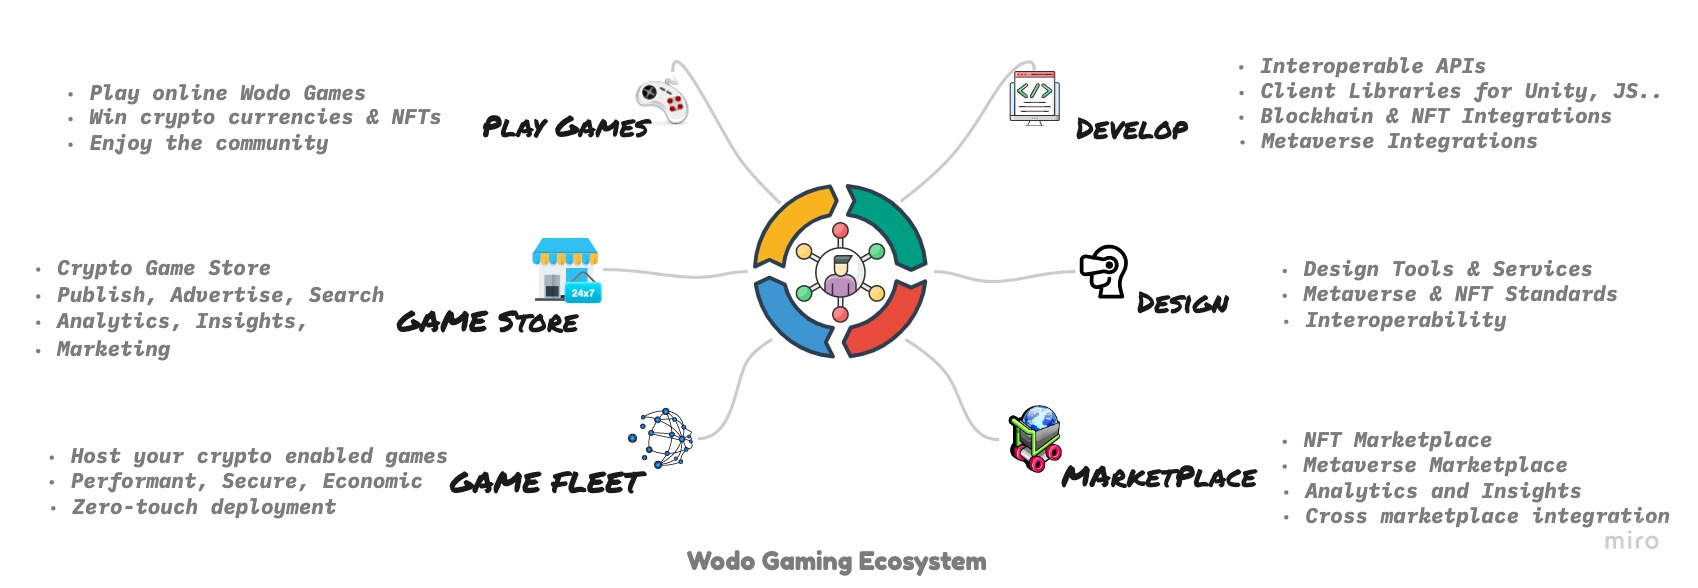 • Play online Wodo Games
• Win crypto currencies & NFTs
• Enjoy the community
Play Games
Develop
• Interoperable APIs
• Client Libraries for Unity, JS..
• Blockhain & NFT Integrations
• Metaverse Integrations
• Crypto Game Store
• Publish, Advertise, Search
• Analytics, Insights,
• Marketing
24x7
GAME Store
Design
• Design Tools & Services
• Metaverse & NFT Standards
• Interoperability
• Host your crypto enabled games
• Performant, Secure, Economic
• Zero-touch deployment
GAME FLEET
MArketPlace
• NFT Marketplace
• Metaverse Marketplace
• Analytics and Insights
• Cross marketplace integration
miro
Wodo Gaming Ecosystem